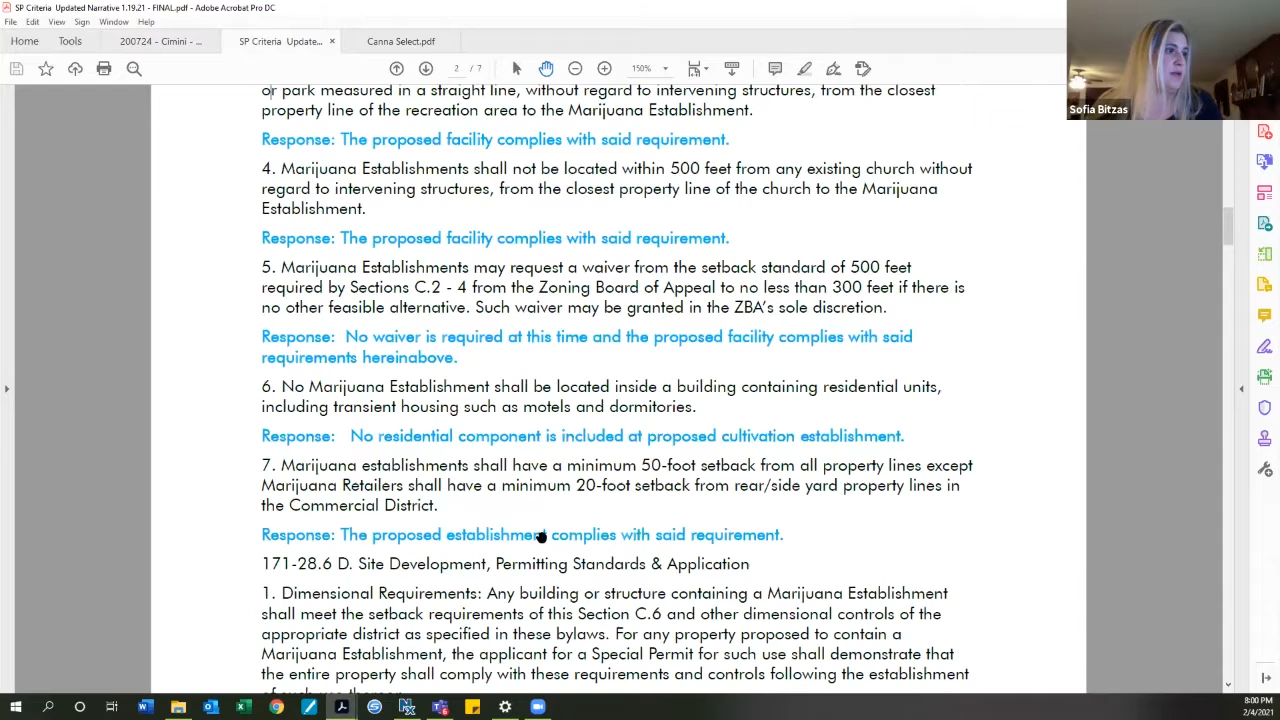 SP Criteria Updated Narrative 1.19.21 - FINAL.pdf - Adobe Acrobat Pro DC
File Edit View Sign Window Help
Home Tools 200724 - Cimini - ... SP Criteria Update... × Canna Select.pdf
2 / 7 150%
Sofia Bitzas
or park measured in a straight line, without regard to intervening structures, from the closest
property line of the recreation area to the Marijuana Establishment.
Response: The proposed facility complies with said requirement.
4. Marijuana Establishments shall not be located within 500 feet from any existing church without
regard to intervening structures, from the closest property line of the church to the Marijuana
Establishment.
Response: The proposed facility complies with said requirement.
5. Marijuana Establishments may request a waiver from the setback standard of 500 feet
required by Sections C.2 - 4 from the Zoning Board of Appeal to no less than 300 feet if there is
no other feasible alternative. Such waiver may be granted in the ZBA's sole discretion.
Response: No waiver is required at this time and the proposed facility complies with said
requirements hereinabove.
6. No Marijuana Establishment shall be located inside a building containing residential units,
including transient housing such as motels and dormitories.
Response: No residential component is included at proposed cultivation establishment.
7. Marijuana establishments shall have a minimum 50-foot setback from all property lines except
Marijuana Retailers shall have a minimum 20-foot setback from rear/side yard property lines in
the Commercial District.
Response: The proposed establishment complies with said requirement.
171-28.6 D. Site Development, Permitting Standards & Application
1. Dimensional Requirements: Any building or structure containing a Marijuana Establishment
shall meet the setback requirements of this Section C.6 and other dimensional controls of the
appropriate district as specified in these bylaws. For any property proposed to contain a
Marijuana Establishment, the applicant for a Special Permit for such use shall demonstrate that
the entire property shall comply with these requirements and controls following the establishment
of such use thereon.
8:00 PM
2/4/2021